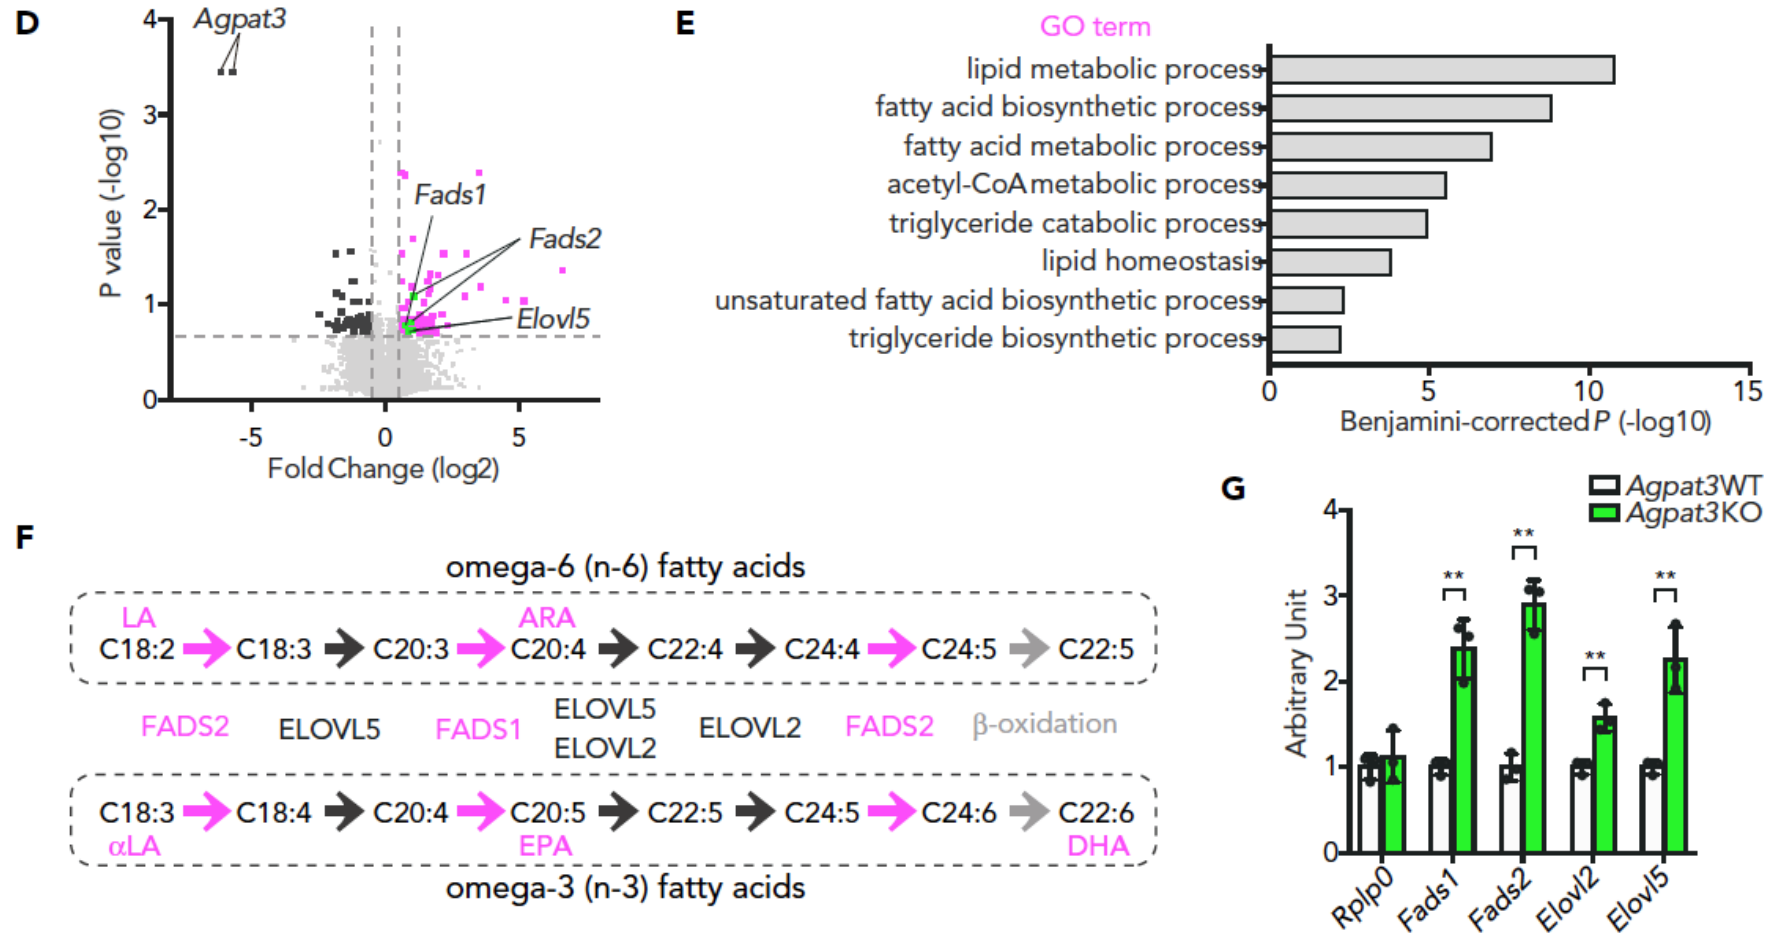 D
4
3
2
1
0
P value (-log10)
Agpat3
Fads1
Fads2
Elovl5
-5 0 5
Fold Change (log2)
E
GO term
lipid metabolic process
fatty acid biosynthetic process
fatty acid metabolic process
acetyl-CoA metabolic process
triglyceride catabolic process
lipid homeostasis
unsaturated fatty acid biosynthetic process
triglyceride biosynthetic process
0 5 10 15
Benjamini-corrected P (-log10)
F
omega-6 (n-6) fatty acids
LA ARA
C18:2 C18:3 C20:3 C20:4 C22:4 C24:4 C24:5 C22:5
FADS2 ELOVL5 FADS1 ELOVL5 ELOVL2 FADS2 β-oxidation
ELOVL2
C18:3 C18:4 C20:4 C20:5 C22:5 C24:5 C24:6 C22:6
αLA EPA DHA
omega-3 (n-3) fatty acids
G
Agpat3WT
Agpat3KO
4
3
2
1
0
Arbitrary Unit
** ** ** **
Rplp0 Fads1 Fads2 Elovl2 Elovl5